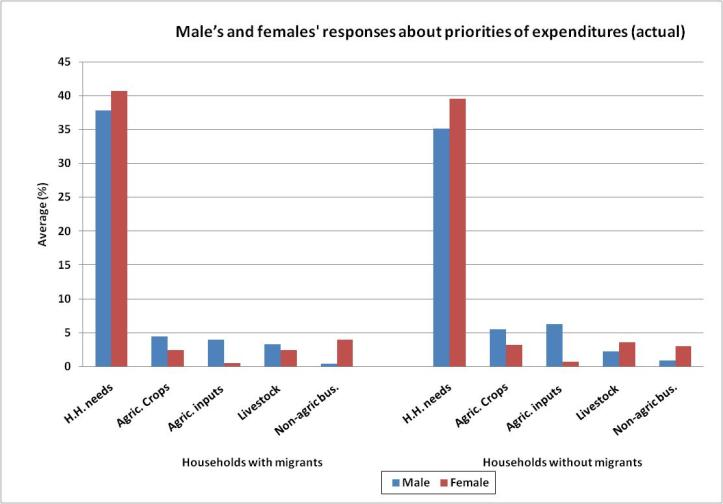 Male's and females' responses about priorities of expenditures (actual)
45
40
35
30
25
20
15
10
5
0
Average (%)
H.H. needs
Agric. Crops
Agric. inputs
Livestock
Non-agric bus.
H.H. needs
Agric. Crops
Agric. inputs
Livestock
Non-agric bus.
Households with migrants
Households without migrants
Male
Female